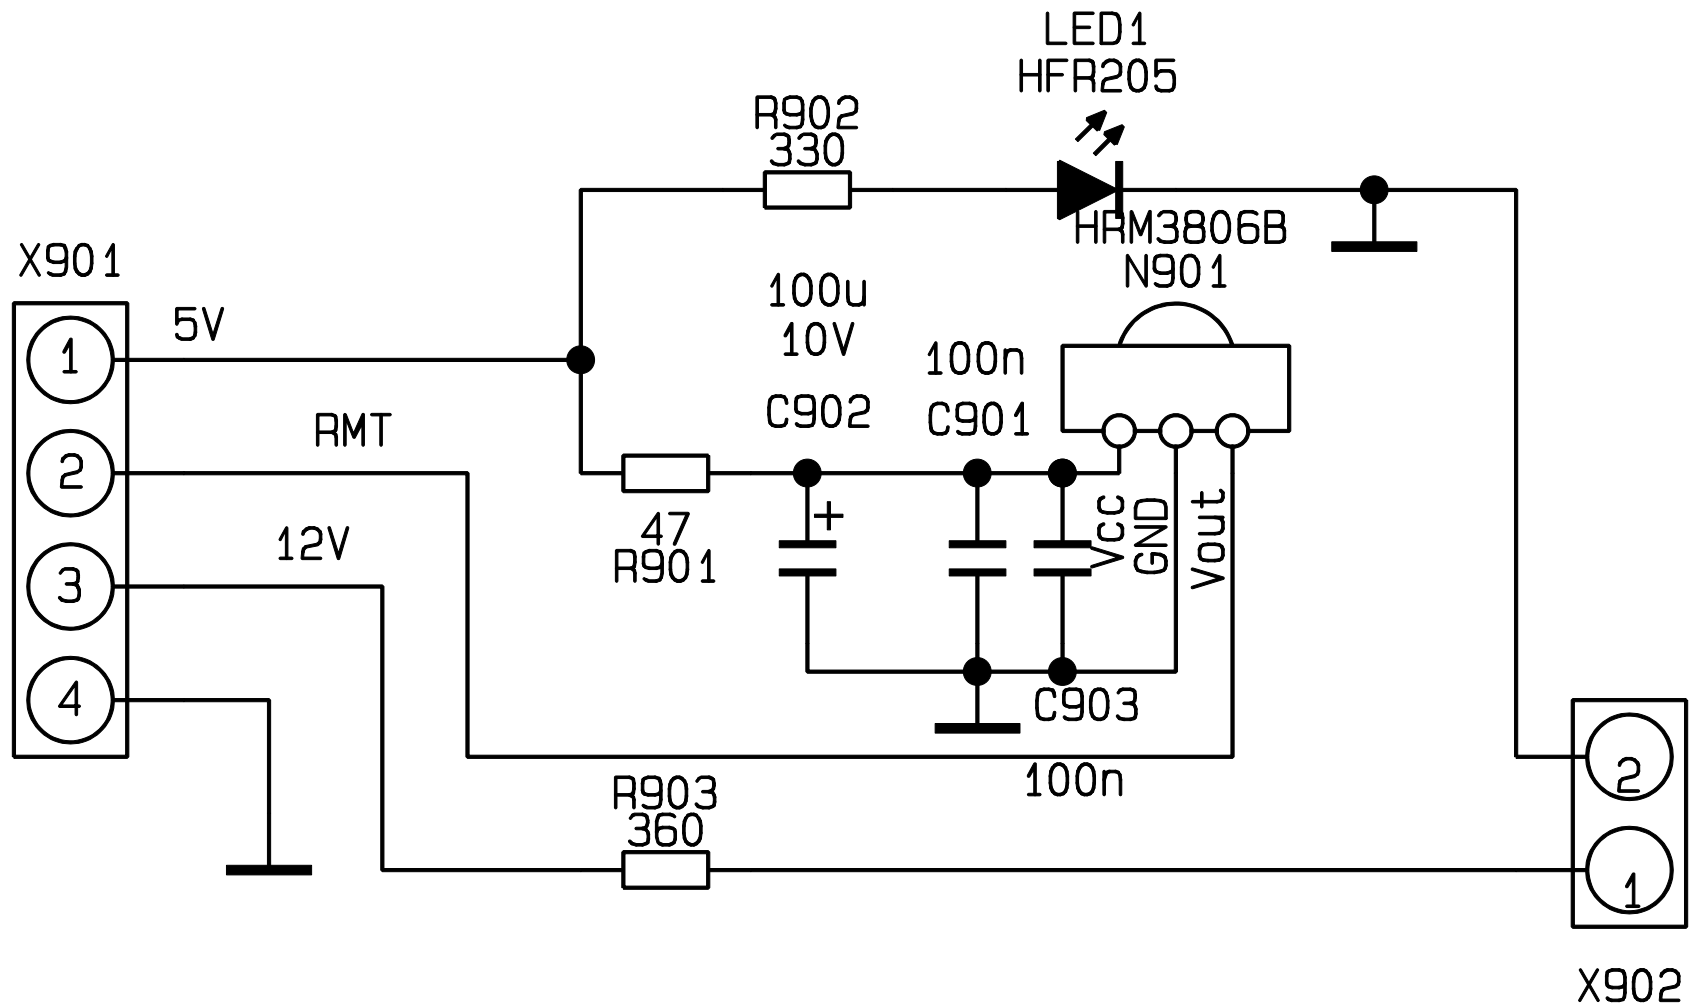 LED1
HFR205
R902
330
HRM3806B
N901
X901
1
2
3
4
5V
RMT
12V
100u
10V
C902
100n
C901
47
R901
+
Vcc
GND
Vout
C903
100n
R903
360
2
1
X902